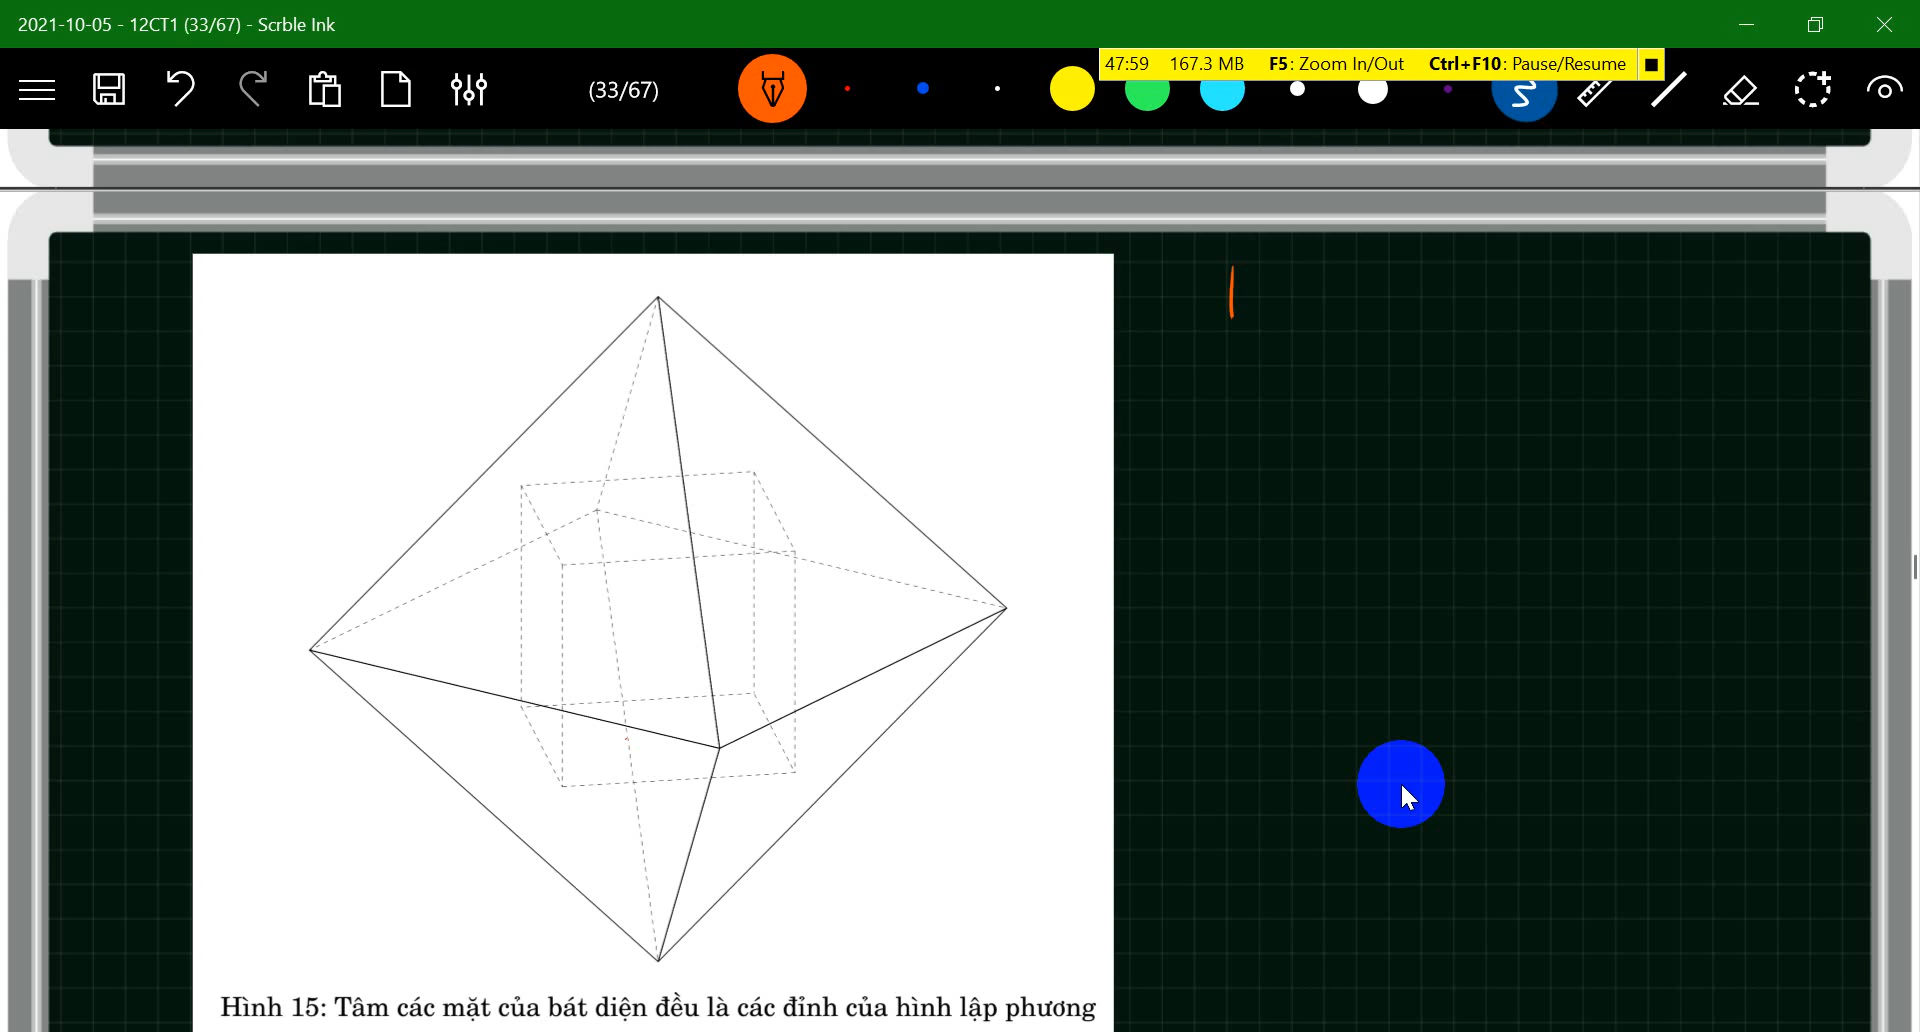 2021-10-05 - 12CT1 (33/67) - Scrble Ink
47:59 167.3 MB F5: Zoom In/Out Ctrl+F10: Pause/Resume
(33/67)
Hình 15: Tâm các mặt của bát diện đều là các đỉnh của hình lập phương